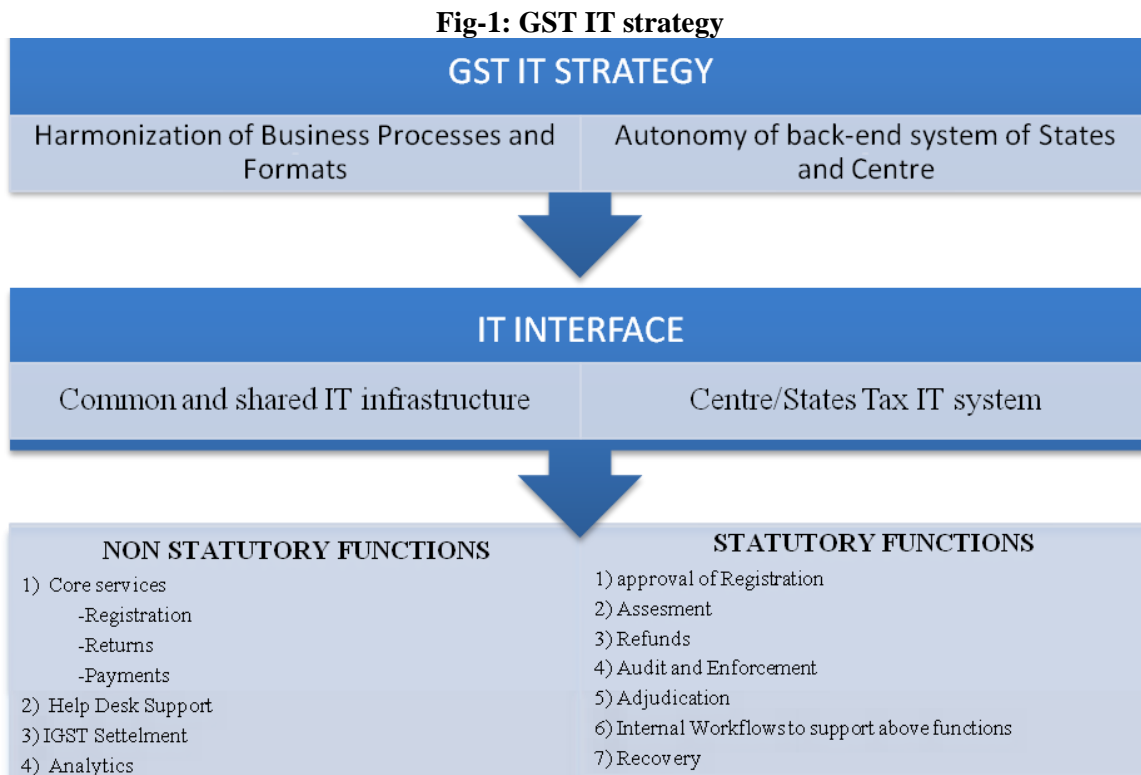 Fig-1: GST IT strategy
GST IT STRATEGY
Harmonization of Business Processes and
Formats
Autonomy of back-end system of States
and Centre
IT INTERFACE
Common and shared IT infrastructure
Centre/States Tax IT system
NON STATUTORY FUNCTIONS
1) Core services
-Registration
-Returns
-Payments
2) Help Desk Support
3) IGST Settelment
4) Analytics
STATUTORY FUNCTIONS
1) approval of Registration
2) Assesment
3) Refunds
4) Audit and Enforcement
5) Adjudication
6) Internal Workflows to support above functions
7) Recovery